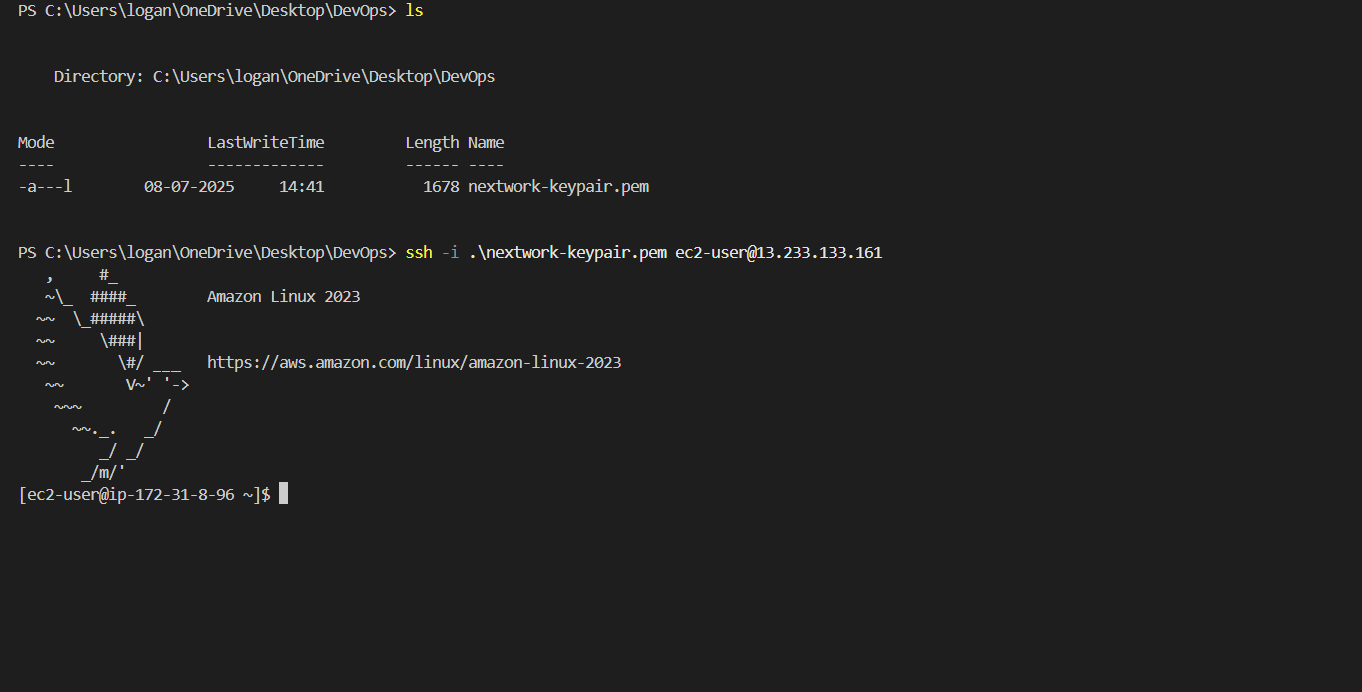 PS C:\Users\logan\OneDrive\Desktop\DevOps> ls
    Directory: C:\Users\logan\OneDrive\Desktop\DevOps
Mode                 LastWriteTime         Length Name
----                 -------------         ------ ----
-a---l        08-07-2025     14:41           1678 nextwork-keypair.pem
PS C:\Users\logan\OneDrive\Desktop\DevOps> ssh -i .\nextwork-keypair.pem ec2-user@13.233.133.161
   ,     #_
   ~\_  ####_        Amazon Linux 2023
  ~~  \_#####\
  ~~     \###|
  ~~       \#/ ___   https://aws.amazon.com/linux/amazon-linux-2023
   ~~       V~' '->
    ~~~         /
      ~~._.   _/
         _/ _/
       _/m/'
[ec2-user@ip-172-31-8-96 ~]$